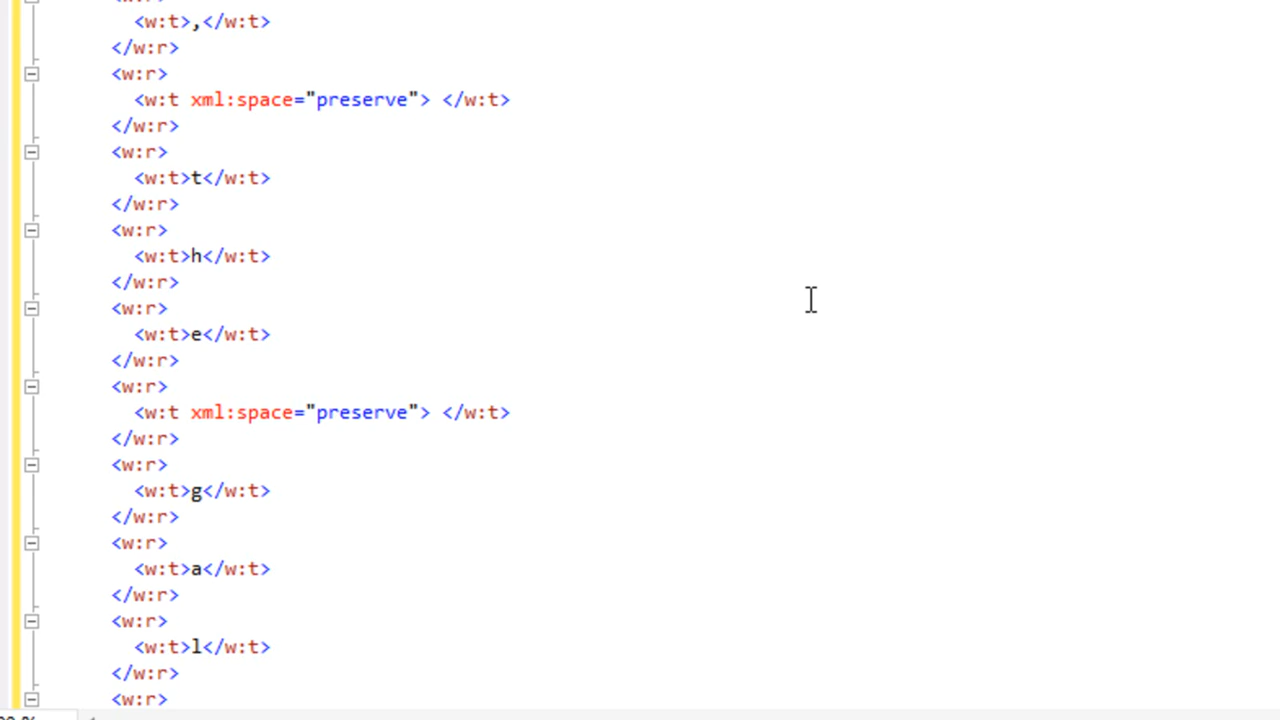 <w:t>,</w:t>
</w:r>
<w:r>
<w:t xml:space="preserve"> </w:t>
</w:r>
<w:r>
<w:t>t</w:t>
</w:r>
<w:r>
<w:t>h</w:t>
</w:r>
<w:r>
<w:t>e</w:t>
</w:r>
<w:r>
<w:t xml:space="preserve"> </w:t>
</w:r>
<w:r>
<w:t>g</w:t>
</w:r>
<w:r>
<w:t>a</w:t>
</w:r>
<w:r>
<w:t>l</w:t>
</w:r>
<w:r>